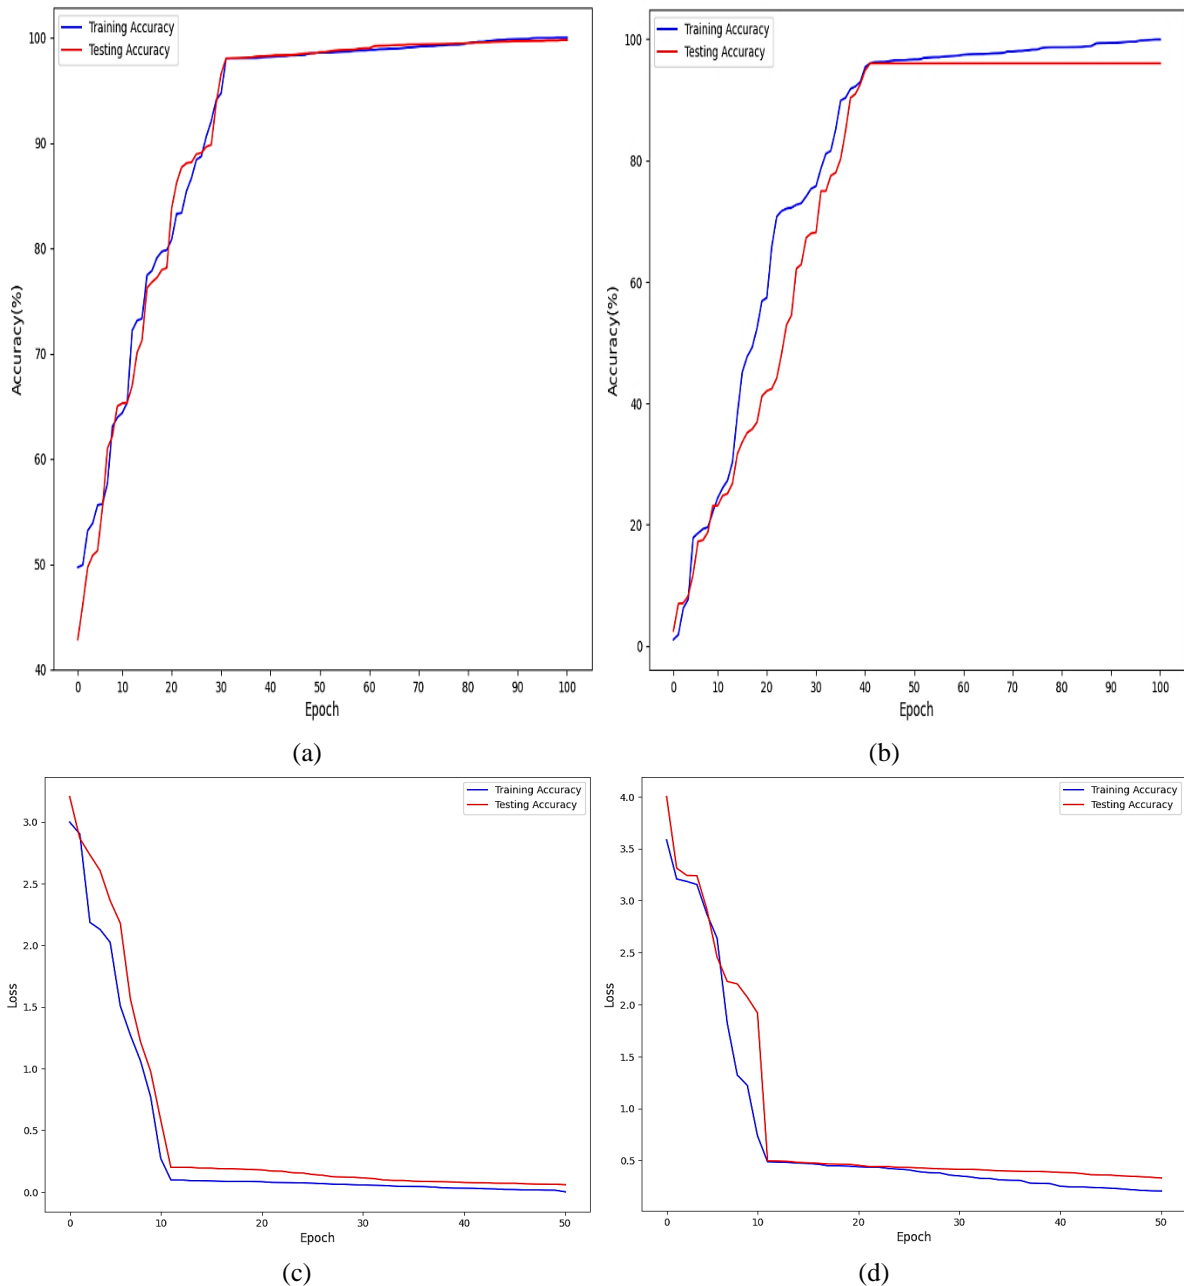 Training Accuracy
Testing Accuracy
100
90
80
70
60
50
40
Accuracy(%)
0 10 20 30 40 50 60 70 80 90 100
Epoch
(a)
Training Accuracy
Testing Accuracy
100
80
60
40
20
0
Accuracy(%)
0 10 20 30 40 50 60 70 80 90 100
Epoch
(b)
Training Accuracy
Testing Accuracy
3.0
2.5
2.0
1.5
1.0
0.5
0.0
Loss
0 10 20 30 40 50
Epoch
(c)
Training Accuracy
Testing Accuracy
4.0
3.5
3.0
2.5
2.0
1.5
1.0
0.5
Loss
0 10 20 30 40 50
Epoch
(d)